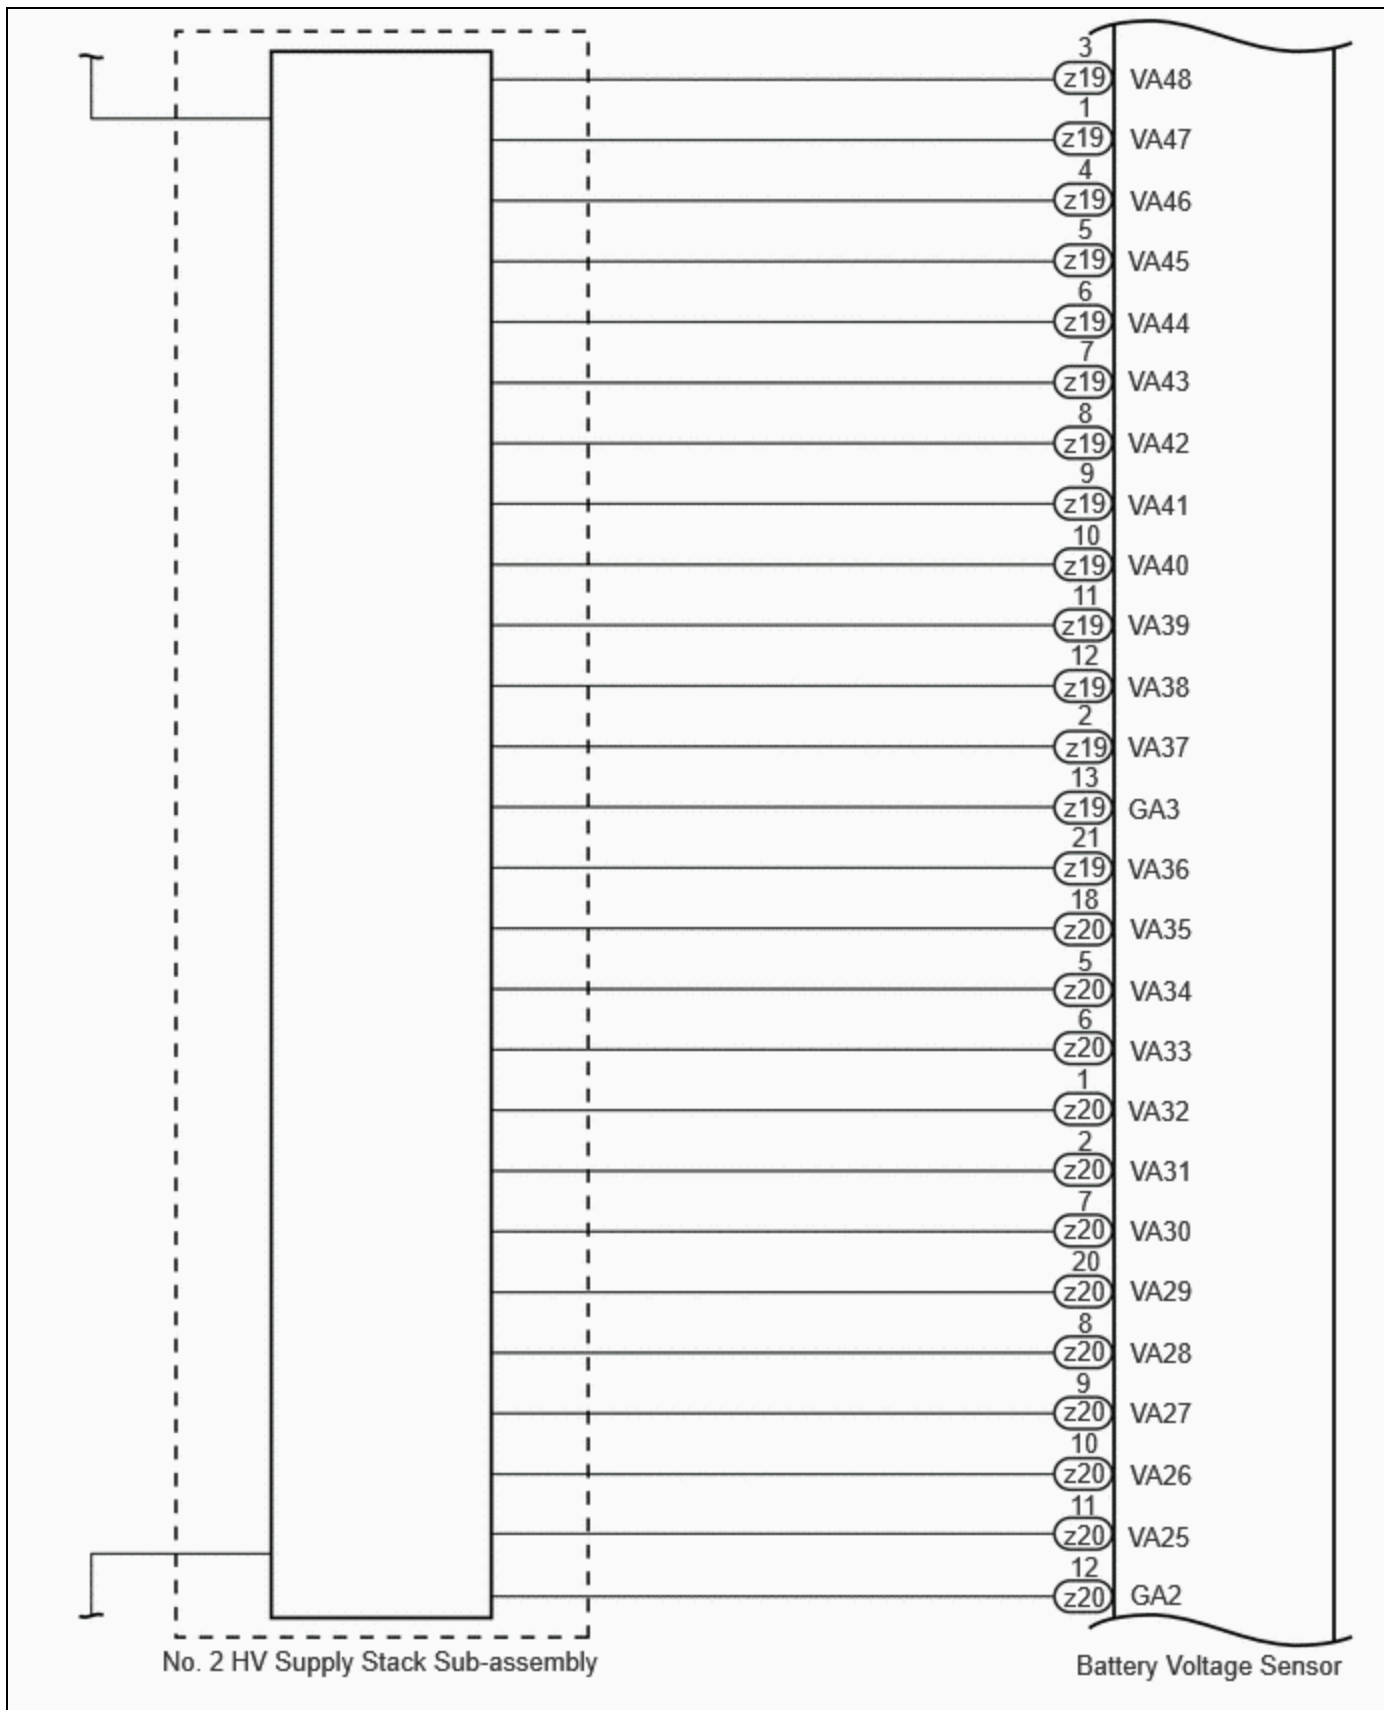 3
z19 VA48
1
z19 VA47
4
z19 VA46
5
z19 VA45
6
z19 VA44
7
z19 VA43
8
z19 VA42
9
z19 VA41
10
z19 VA40
11
z19 VA39
12
z19 VA38
2
z19 VA37
13
z19 GA3
21
z19 VA36
18
z20 VA35
5
z20 VA34
6
z20 VA33
1
z20 VA32
2
z20 VA31
7
z20 VA30
20
z20 VA29
8
z20 VA28
9
z20 VA27
10
z20 VA26
11
z20 VA25
12
z20 GA2
No. 2 HV Supply Stack Sub-assembly
Battery Voltage Sensor